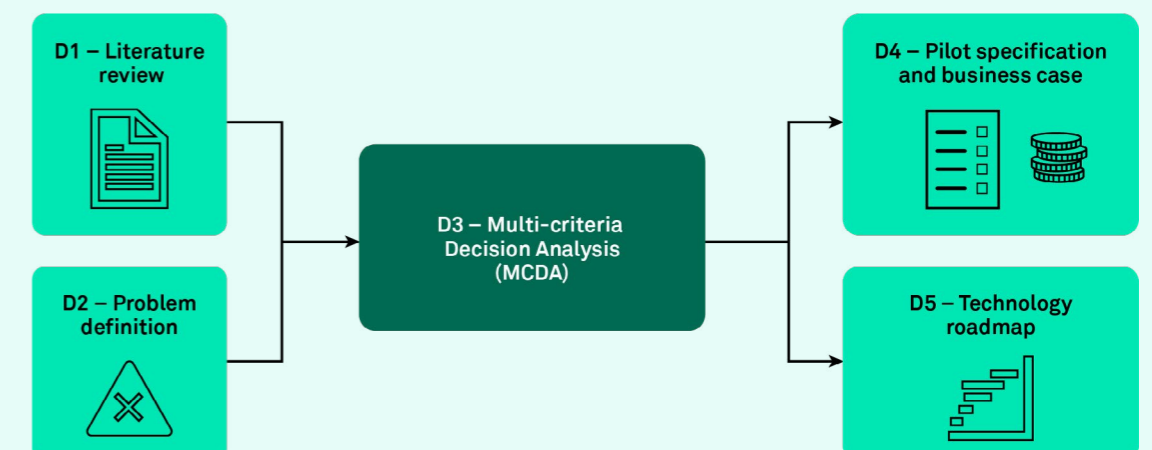 D1 – Literature
review
D2 – Problem
definition
D3 – Multi-criteria
Decision Analysis
(MCDA)
D4 – Pilot specification
and business case
D5 – Technology
roadmap